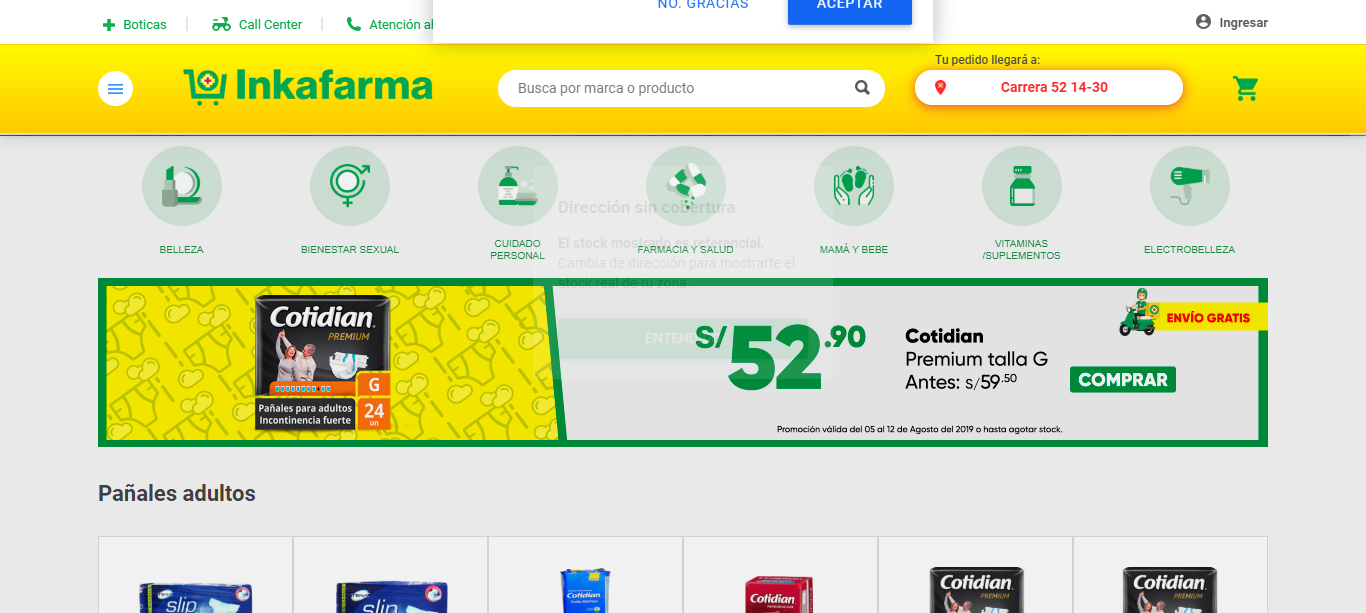 NO. GRACIAS
ACEPTAR
Boticas
Call Center
Atención al
Ingresar
Inkafarma
Busca por marca o producto
Tu pedido llegará a:
Carrera 52 14-30
BELLEZA
BIENESTAR SEXUAL
CUIDADO
PERSONAL
FARMACIA Y SALUD
MAMÁ Y BEBE
VITAMINAS
/SUPLEMENTOS
ELECTROBELLEZA
Dirección sin cobertura
El stock mostrado es referencial.
Cambia de dirección para mostrarte el
stock real de tu zona.
Cotidian
PREMIUM
G
24
un
Pañales para adultos
Incontinencia fuerte
S/52.90
Cotidian
Premium talla G
Antes: s/59.50
ENVÍO GRATIS
COMPRAR
Promoción válida del 05 al 12 de Agosto del 2019 o hasta agotar stock.
Pañales adultos
TENA
slip
TENA
slip
Cotidian
Cotidian
Cotidian
PREMIUM
Cotidian
PREMIUM